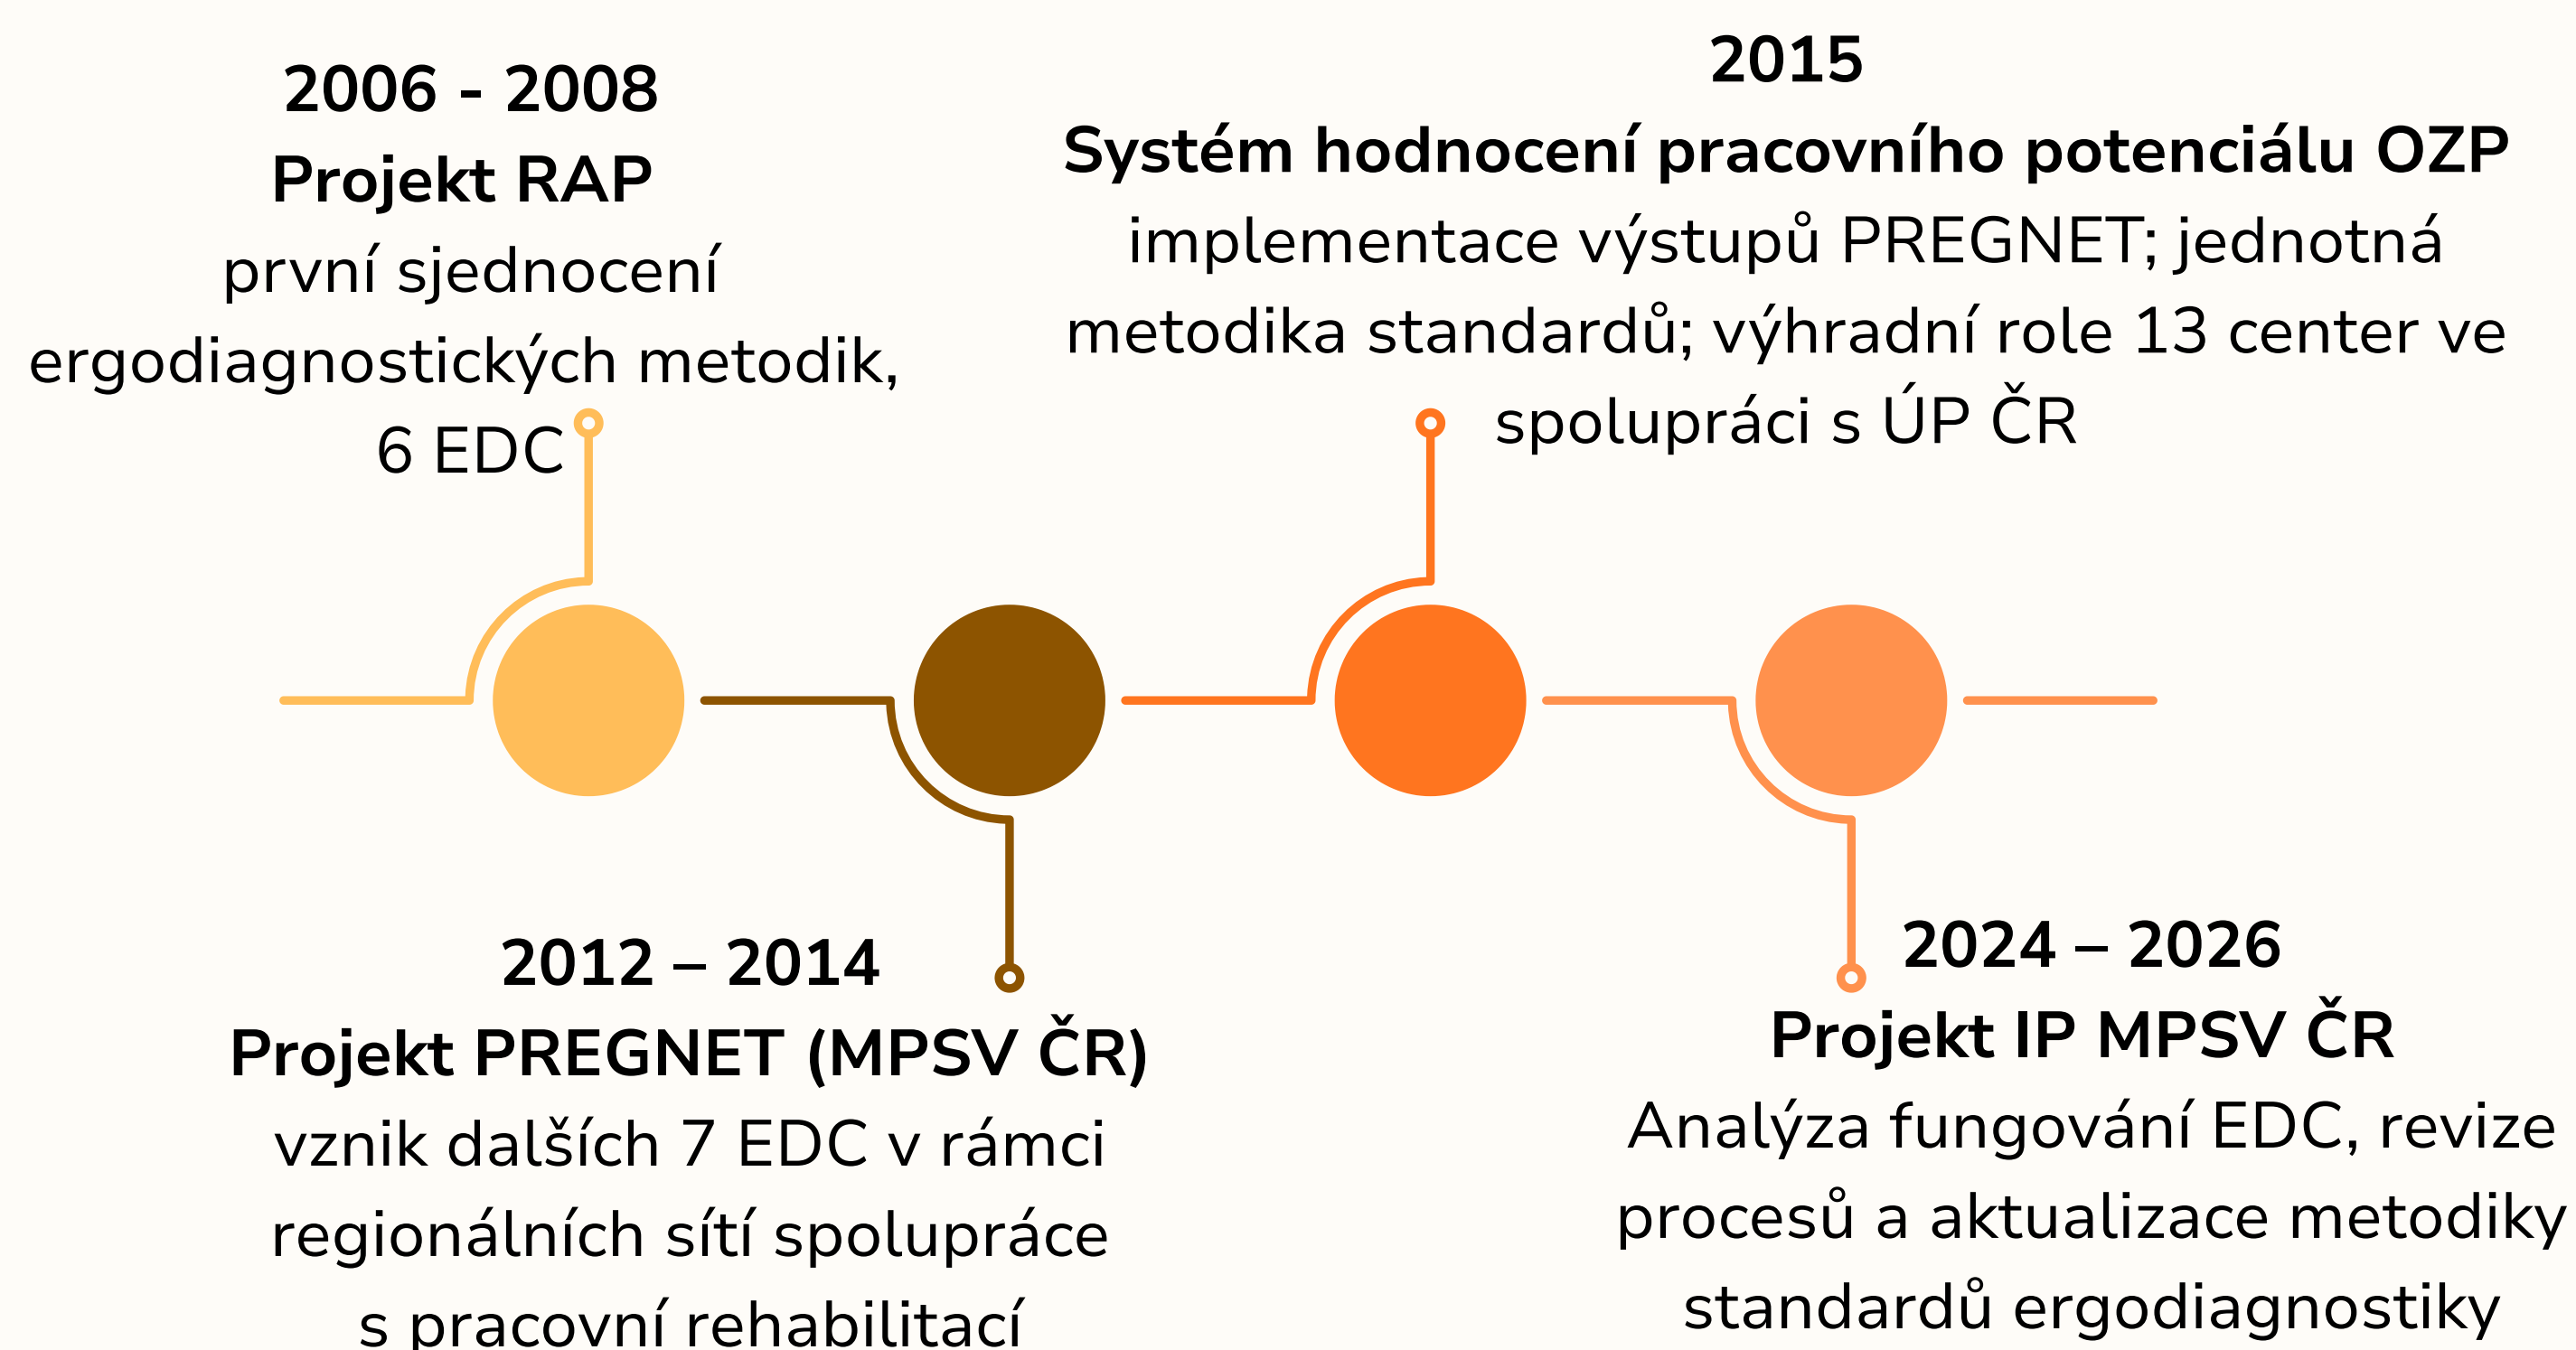 2006 - 2008
Projekt RAP
první sjednocení
ergodiagnostických metodik,
6 EDC
2012 – 2014
Projekt PREGNET (MPSV ČR)
vznik dalších 7 EDC v rámci
regionálních sítí spolupráce
s pracovní rehabilitací
2015
Systém hodnocení pracovního potenciálu OZP
implementace výstupů PREGNET; jednotná
metodika standardů; výhradní role 13 center ve
spolupráci s ÚP ČR
2024 – 2026
Projekt IP MPSV ČR
Analýza fungování EDC, revize
procesů a aktualizace metodiky
standardů ergodiagnostiky